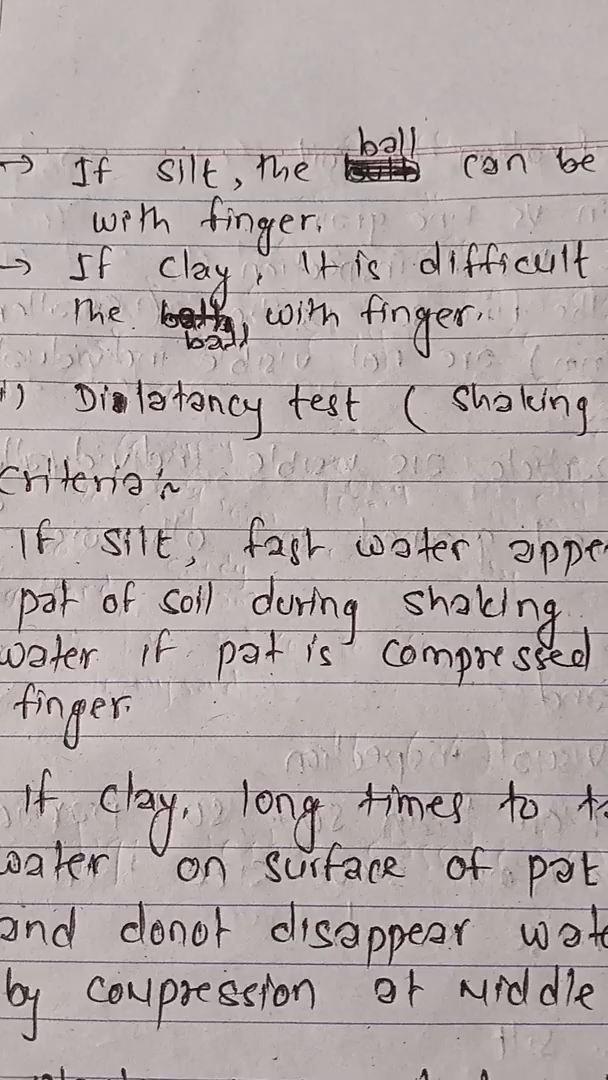 → If silt, the ball can be
with finger.
→ If clay, It is difficult
the ball, with finger.
Dilatancy test ( shaking
criteria:~
If silt, fast water appe
pat of soil during shaking
water if pat is compressed
finger.
If clay, long times to ta
water on surface of pat
and donot disappear wate
by compression at middle